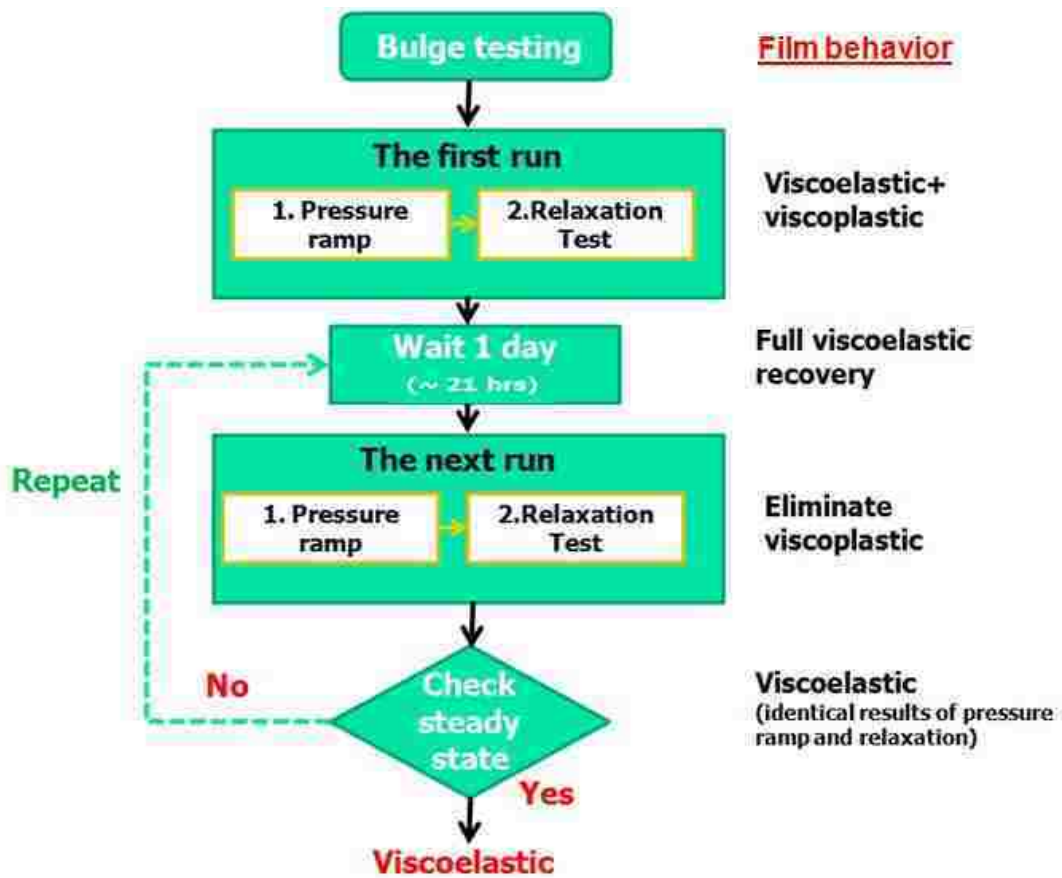 Bulge testing
Film behavior
The first run
1. Pressure
ramp
2.Relaxation
Test
Viscoelastic+
viscoplastic
Wait 1 day
(~ 21 hrs)
Full viscoelastic
recovery
Repeat
The next run
1. Pressure
ramp
2.Relaxation
Test
Eliminate
viscoplastic
No
Check
steady
state
Viscoelastic
(identical results of pressure
ramp and relaxation)
Yes
Viscoelastic